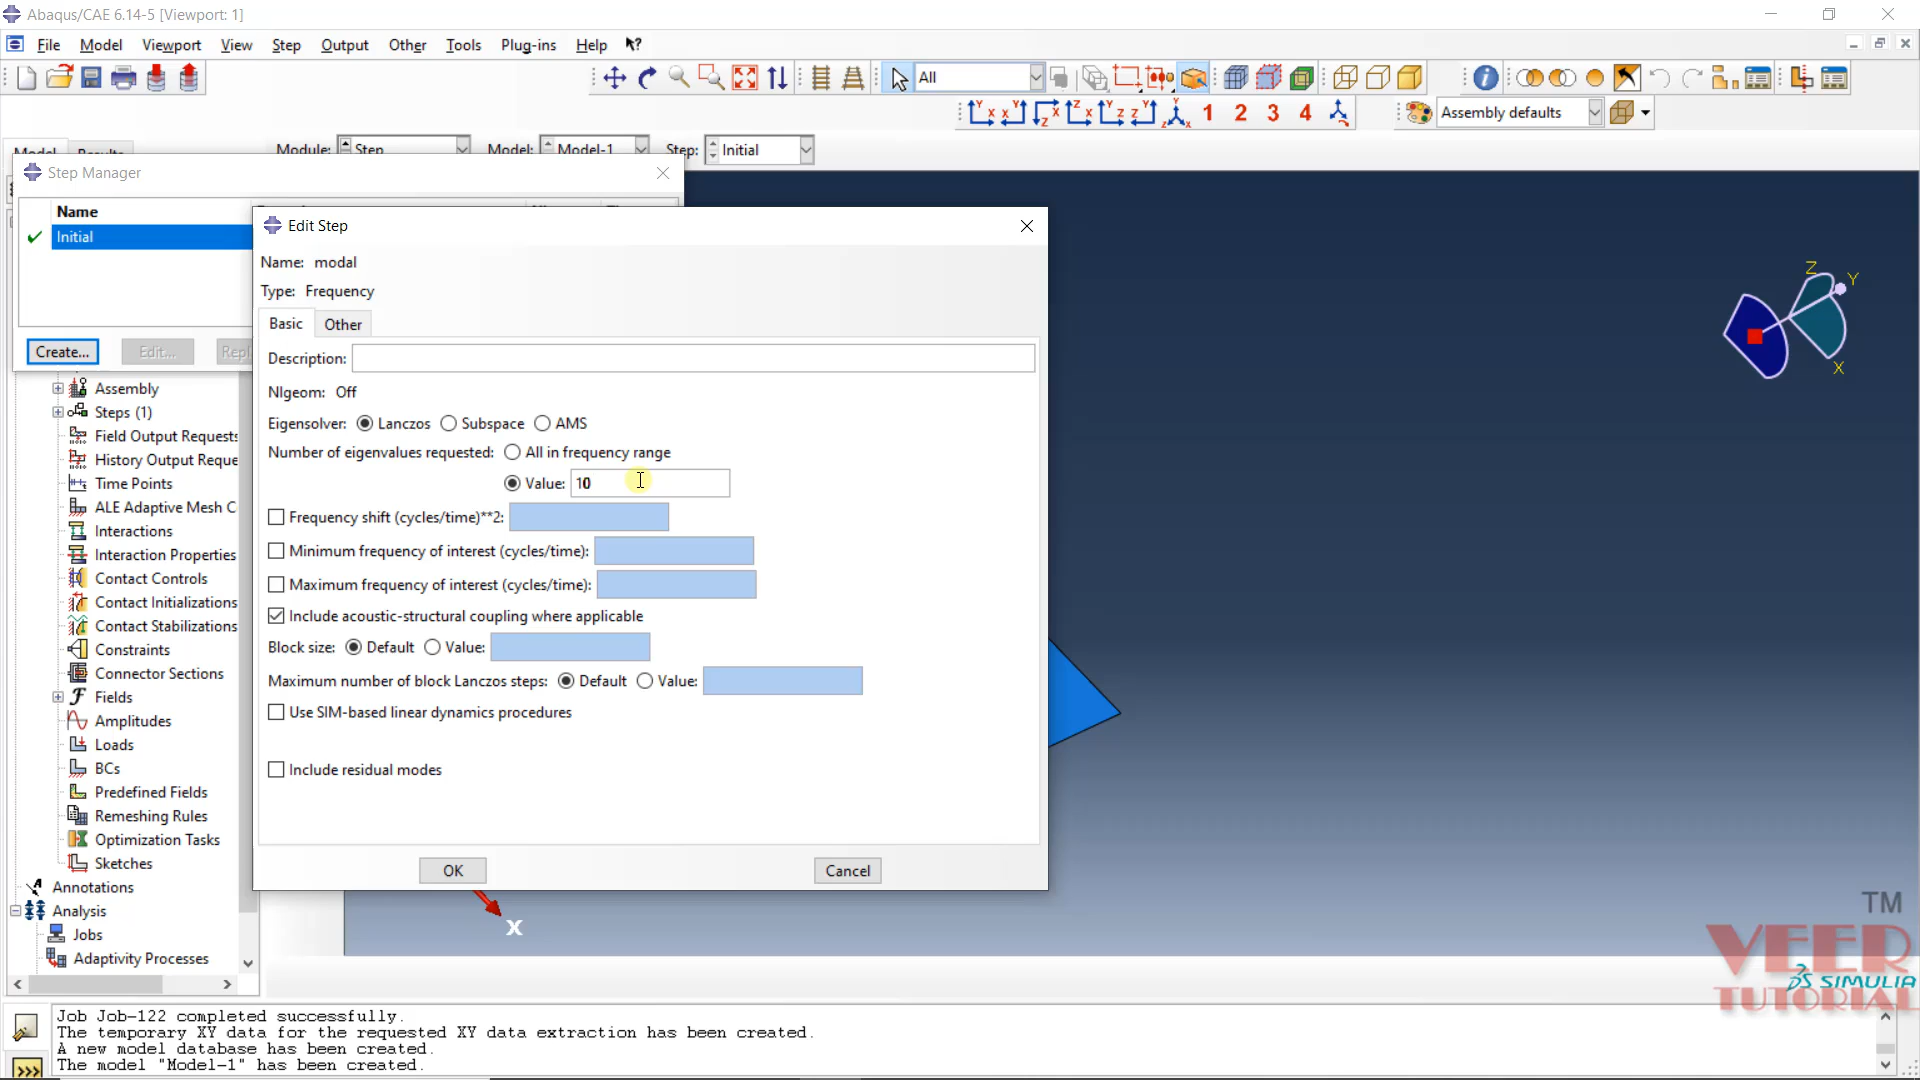 Abaqus/CAE 6.14-5 [Viewport: 1]
File Model Viewport View Step Output Other Tools Plug-ins Help
All
1 2 3 4 Assembly defaults
Model Results Module: Step Model: Model-1 Step: Initial
Step Manager
Name
Initial
Create... Edit...
Edit Step
Name: modal
Type: Frequency
Basic Other
Description:
Nlgeom: Off
Eigensolver: Lanczos Subspace AMS
Number of eigenvalues requested: All in frequency range
Value: 10
Frequency shift (cycles/time)**2:
Minimum frequency of interest (cycles/time):
Maximum frequency of interest (cycles/time):
Include acoustic-structural coupling where applicable
Block size: Default Value:
Maximum number of block Lanczos steps: Default Value:
Use SIM-based linear dynamics procedures
Include residual modes
OK Cancel
Assembly
Steps (1)
Field Output Requests
History Output Reque
Time Points
ALE Adaptive Mesh C
Interactions
Interaction Properties
Contact Controls
Contact Initializations
Contact Stabilizations
Constraints
Connector Sections
Fields
Amplitudes
Loads
BCs
Predefined Fields
Remeshing Rules
Optimization Tasks
Sketches
Annotations
Analysis
Jobs
Adaptivity Processes
Z
Y
X
X
TM
VEER
SIMULIA
TUTORIAL
Job Job-122 completed successfully.
The temporary XY data for the requested XY data extraction has been created.
A new model database has been created.
The model "Model-1" has been created.
>>>